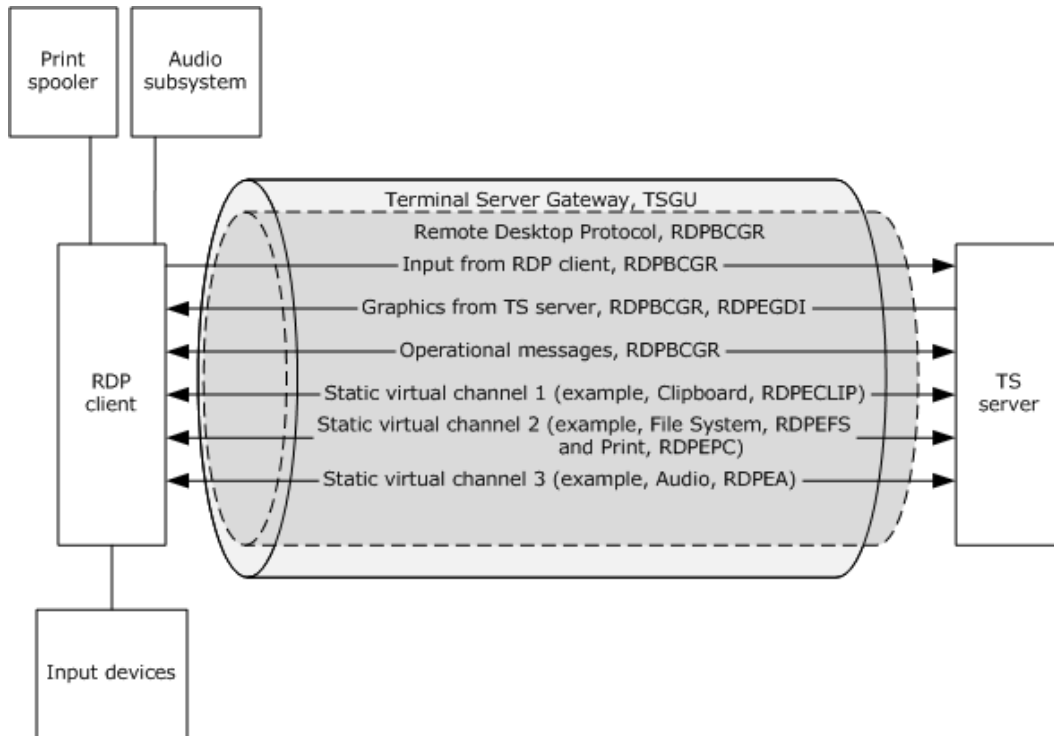 Print
spooler
Audio
subsystem
Terminal Server Gateway, TSGU
Remote Desktop Protocol, RDPBCGR
Input from RDP client, RDPBCGR
Graphics from TS server, RDPBCGR, RDPEGDI
Operational messages, RDPBCGR
RDP
client
Static virtual channel 1 (example, Clipboard, RDPECLIP)
TS
server
Static virtual channel 2 (example, File System, RDPEFS
and Print, RDPEPC)
Static virtual channel 3 (example, Audio, RDPEA)
Input devices